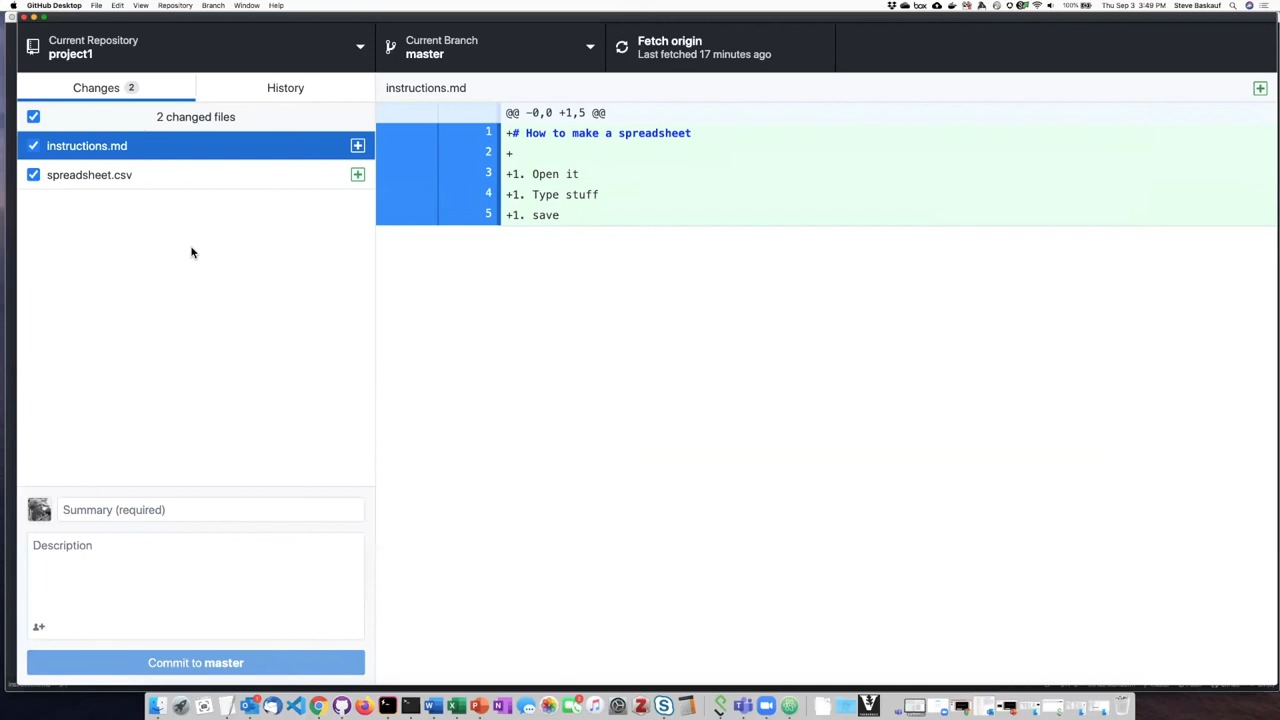 GitHub Desktop File Edit View Repository Branch Window Help
box 100% Thu Sep 3 3:49 PM Steve Baskauf
Current Repository
project1
Current Branch
master
Fetch origin
Last fetched 17 minutes ago
Changes 2
History
instructions.md
2 changed files
@@ -0,0 +1,5 @@
instructions.md
spreadsheet.csv
1 +# How to make a spreadsheet
2 +
3 +1. Open it
4 +1. Type stuff
5 +1. save
Summary (required)
Description
Commit to master